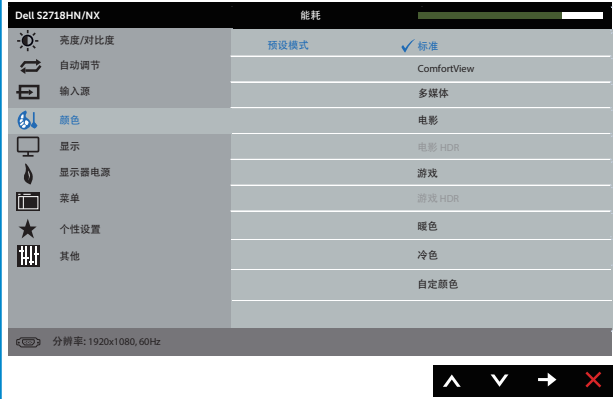 Dell S2718HN/NX 能耗
亮度/对比度
自动调节
输入源
颜色
显示
显示器电源
菜单
个性设置
其他
预设模式
标准
ComfortView
多媒体
电影
电影 HDR
游戏
游戏 HDR
暖色
冷色
自定颜色
分辨率: 1920x1080, 60Hz